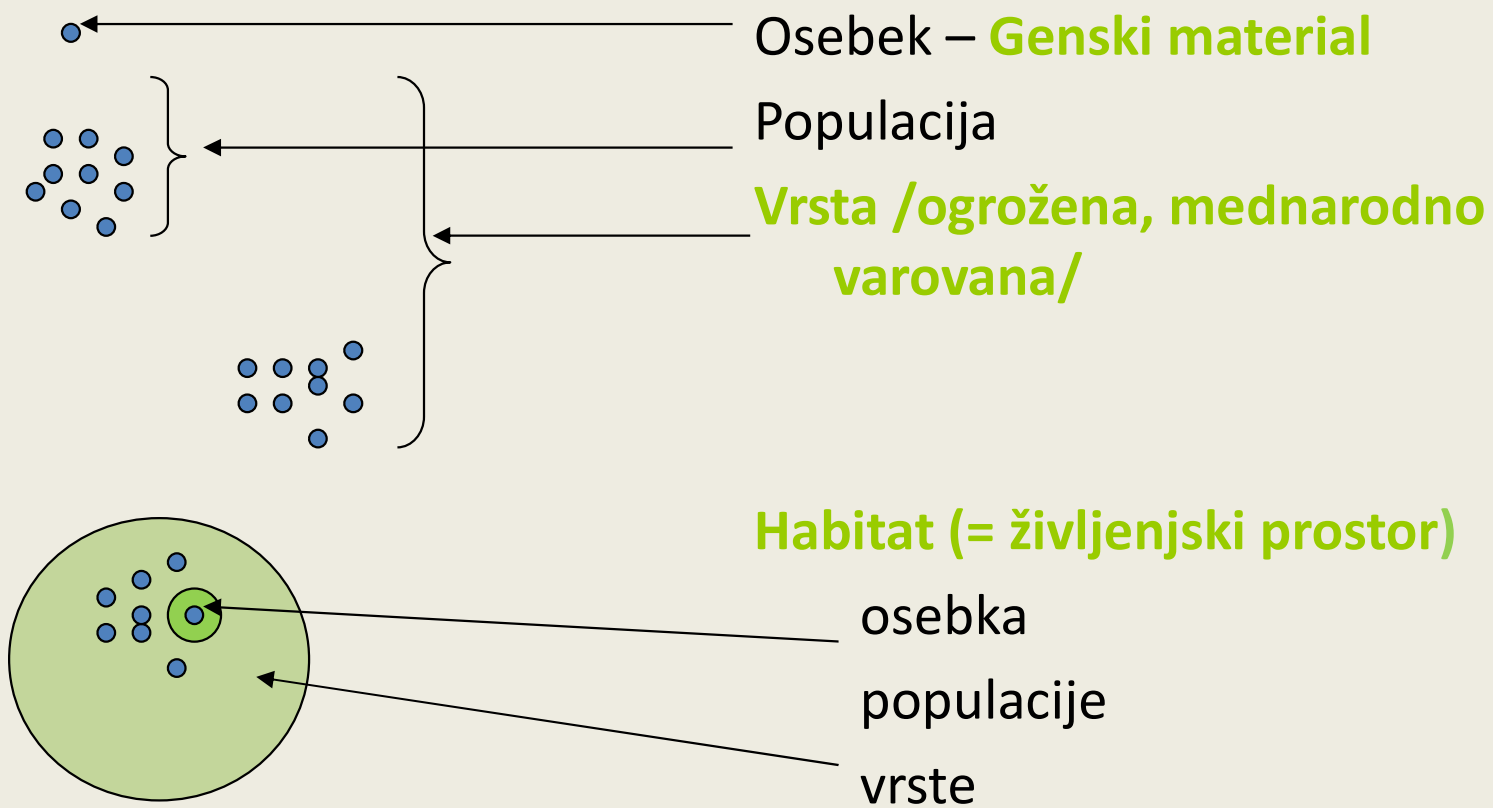 Osebek – Genski material
Populacija
Vrsta /ogrožena, mednarodno
varovana/
Habitat (= življenjski prostor)
osebka
populacije
vrste